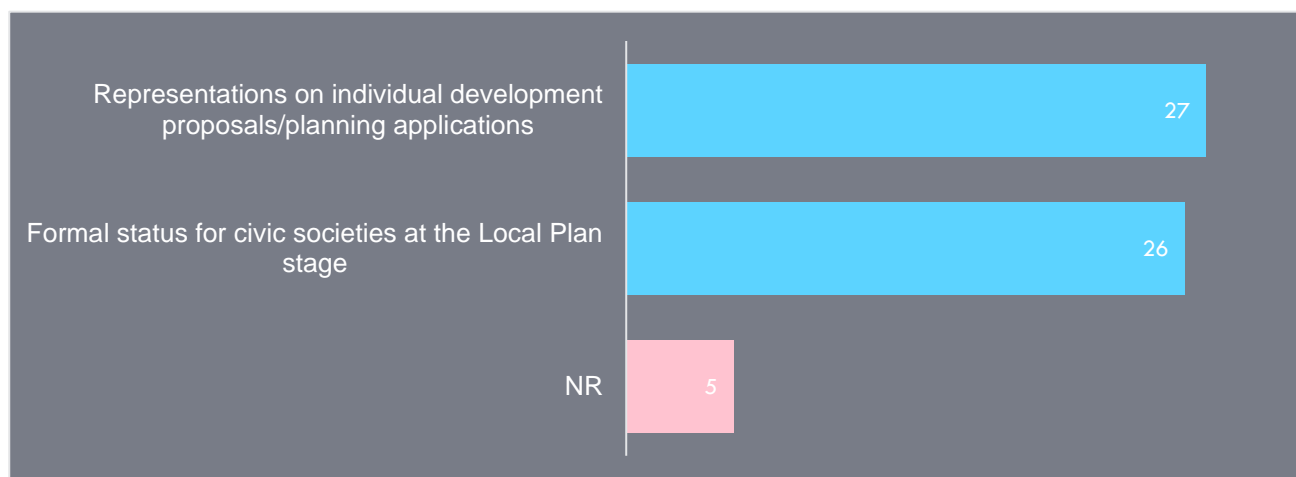 Representations on individual development
proposals/planning applications
27
Formal status for civic societies at the Local Plan
stage
26
NR
5